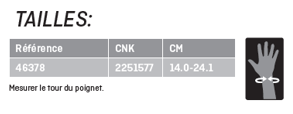 TAILLES:
Référence CNK CM
46378 2251577 14.0-24.1
Mesurer le tour du poignet.